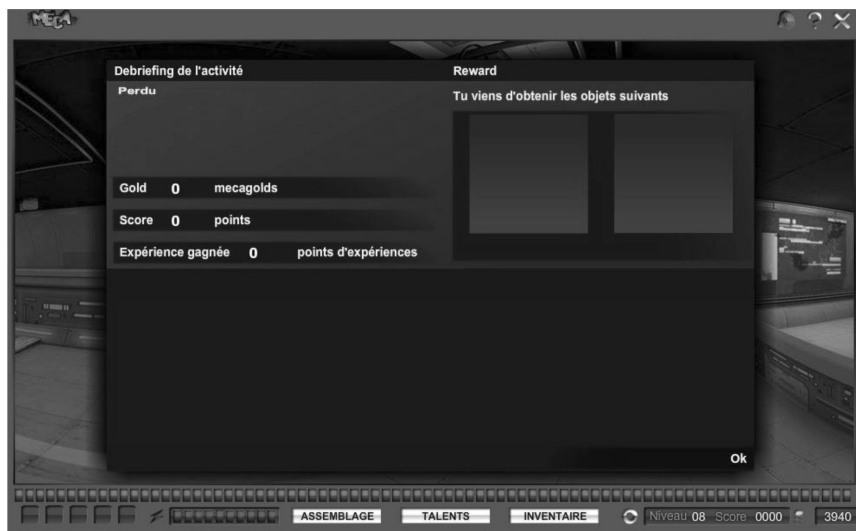 MEGA
?
Debriefing de l'activité
Reward
Perdu
Tu viens d'obtenir les objets suivants
Gold 0 mecagolds
Score 0 points
Expérience gagnée 0 points d'expériences
Ok
ASSEMBLAGE TALENTS INVENTAIRE Niveau 08 Score 0000 3940